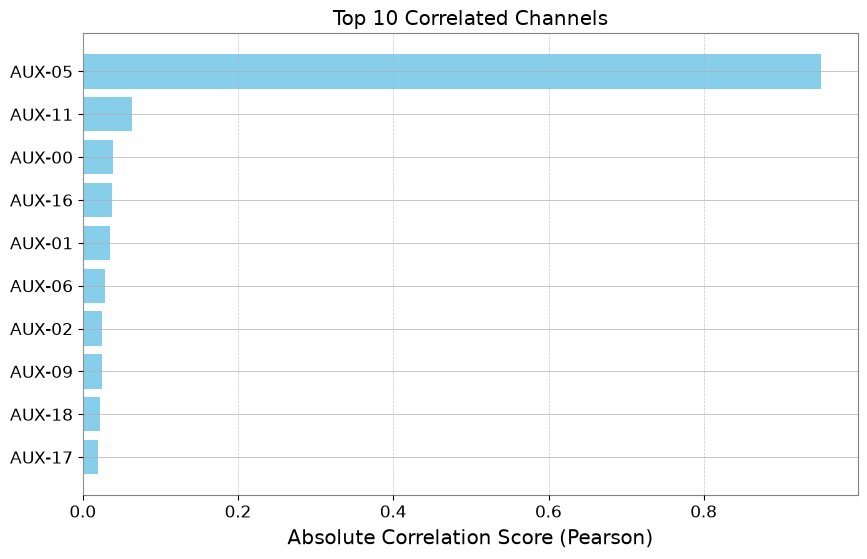 Top 10 Correlated Channels
AUX-05
AUX-11
AUX-00
AUX-16
AUX-01
AUX-06
AUX-02
AUX-09
AUX-18
AUX-17
0.0 0.2 0.4 0.6 0.8
Absolute Correlation Score (Pearson)